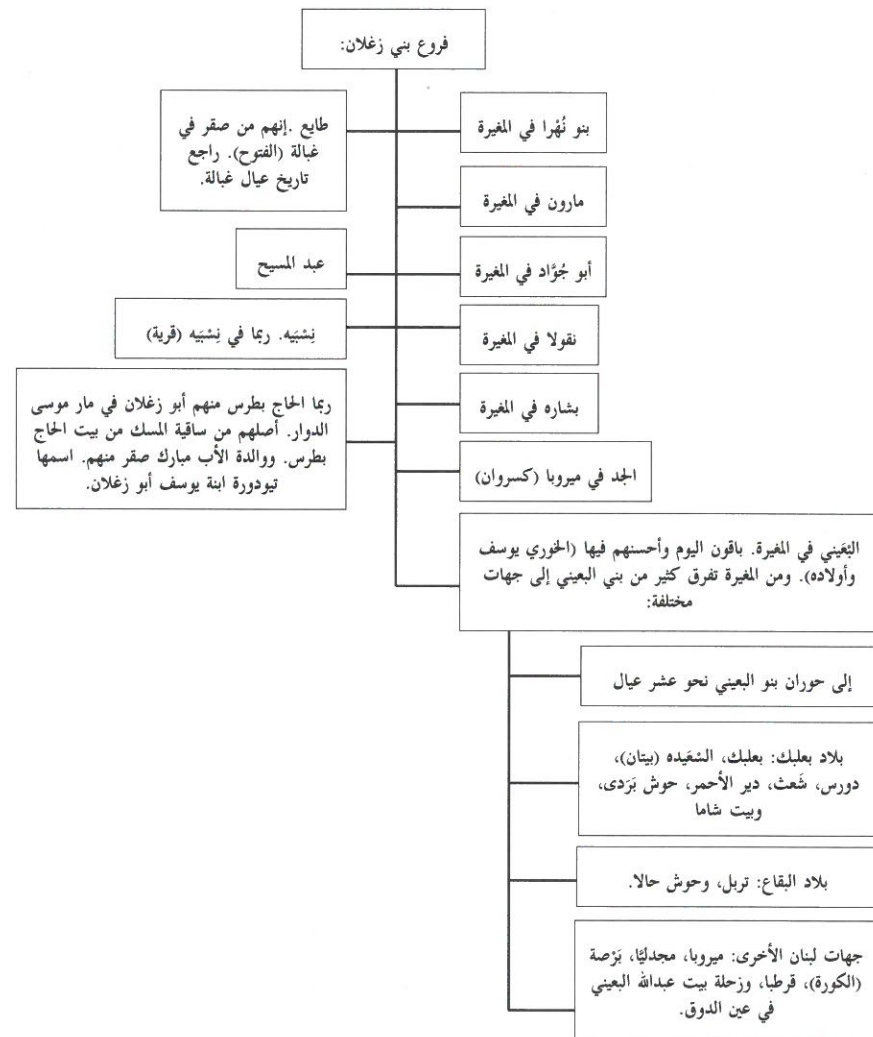 فروع بني زغلان:
بنو نُهْرا في المغيرة
مارون في المغيرة
أبو جُوَّاد في المغيرة
نقولا في المغيرة
بشاره في المغيرة
الجد في ميروبا (كسروان)
البُعَيني في المغيرة. باقون اليوم وأحسنهم فيها (الخوري يوسف
وأولاده). ومن المغيرة تفرق كثير من بني البعيني إلى جهات
مختلفة:
إلى حوران بنو البعيني نحو عشر عيال
بلاد بعلبك: بعلبك، السْعَيده (بيتان)،
دورس، شَعث، دير الأحمر، حوش بَرَدى،
وبيت شاما
بلاد البقاع: تربل، وحوش حالا.
جهات لبنان الأخرى: ميروبا، مجدليّا، بَرْصة
(الكورة)، قرطبا، وزحلة بيت عبدالله البعيني
في عين الدوق.
طايع .إنهم من صقر في
غبالة (الفتوح). راجع
تاريخ عيال غبالة.
عبد المسيح
نِسْبَيه. ربما في نِسْبَيه (قرية)
ربما الحاج بطرس منهم أبو زغلان في مار موسى
الدوار. أصلهم من ساقية المسك من بيت الحاج
بطرس. ووالدة الأب مبارك صقر منهم. اسمها
تيودورة ابنة يوسف أبو زغلان.